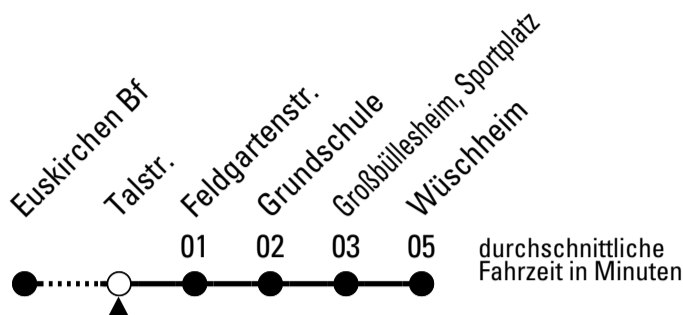 Euskirchen Bf
Talstr.
Feldgartenstr.
Grundschule
Großbüllesheim, Sportplatz
Wüschheim
01 02 03 05
durchschnittliche
Fahrzeit in Minuten